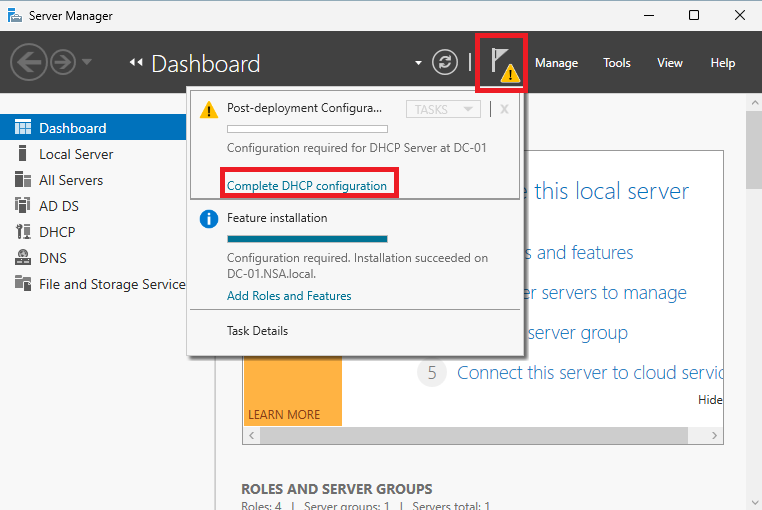 Server Manager
Dashboard
Manage Tools View Help
Dashboard
Local Server
All Servers
AD DS
DHCP
DNS
File and Storage Service
Post-deployment Configura...
TASKS
X
Configuration required for DHCP Server at DC-01
Complete DHCP configuration
Feature installation
Configuration required. Installation succeeded on
DC-01.NSA.local.
Add Roles and Features
Task Details
this local server
s and features
er servers to manage
server group
5 Connect this server to cloud servic
Hide
LEARN MORE
ROLES AND SERVER GROUPS
Roles: 4 | Server groups: 1 | Servers total: 1